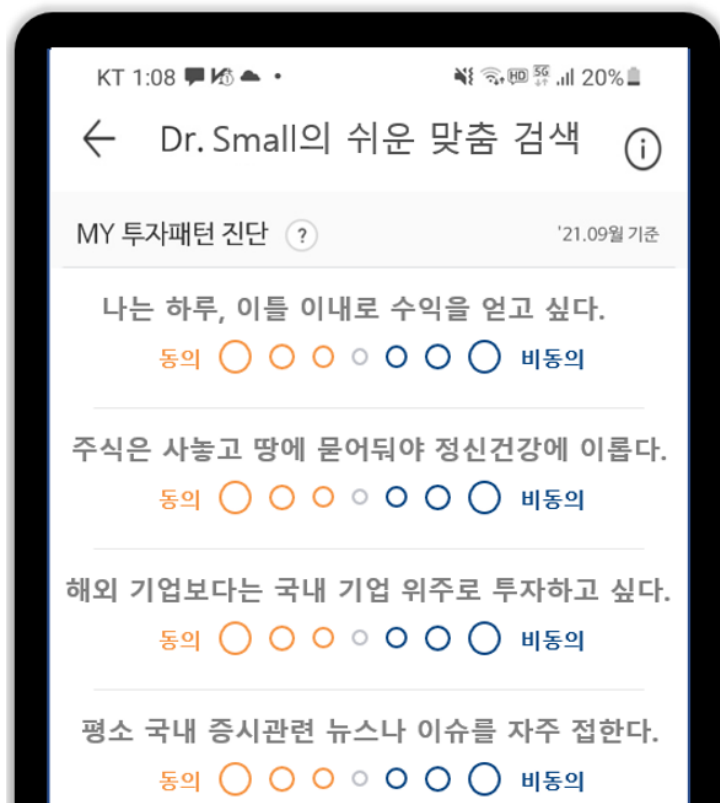 KT 1:08 HD 5G 20%
Dr. Small의 쉬운 맞춤 검색
MY 투자패턴 진단 ? '21.09월 기준
나는 하루, 이틀 이내로 수익을 얻고 싶다.
동의 비동의
주식은 사놓고 땅에 묻어둬야 정신건강에 이롭다.
동의 비동의
해외 기업보다는 국내 기업 위주로 투자하고 싶다.
동의 비동의
평소 국내 증시관련 뉴스나 이슈를 자주 접한다.
동의 비동의